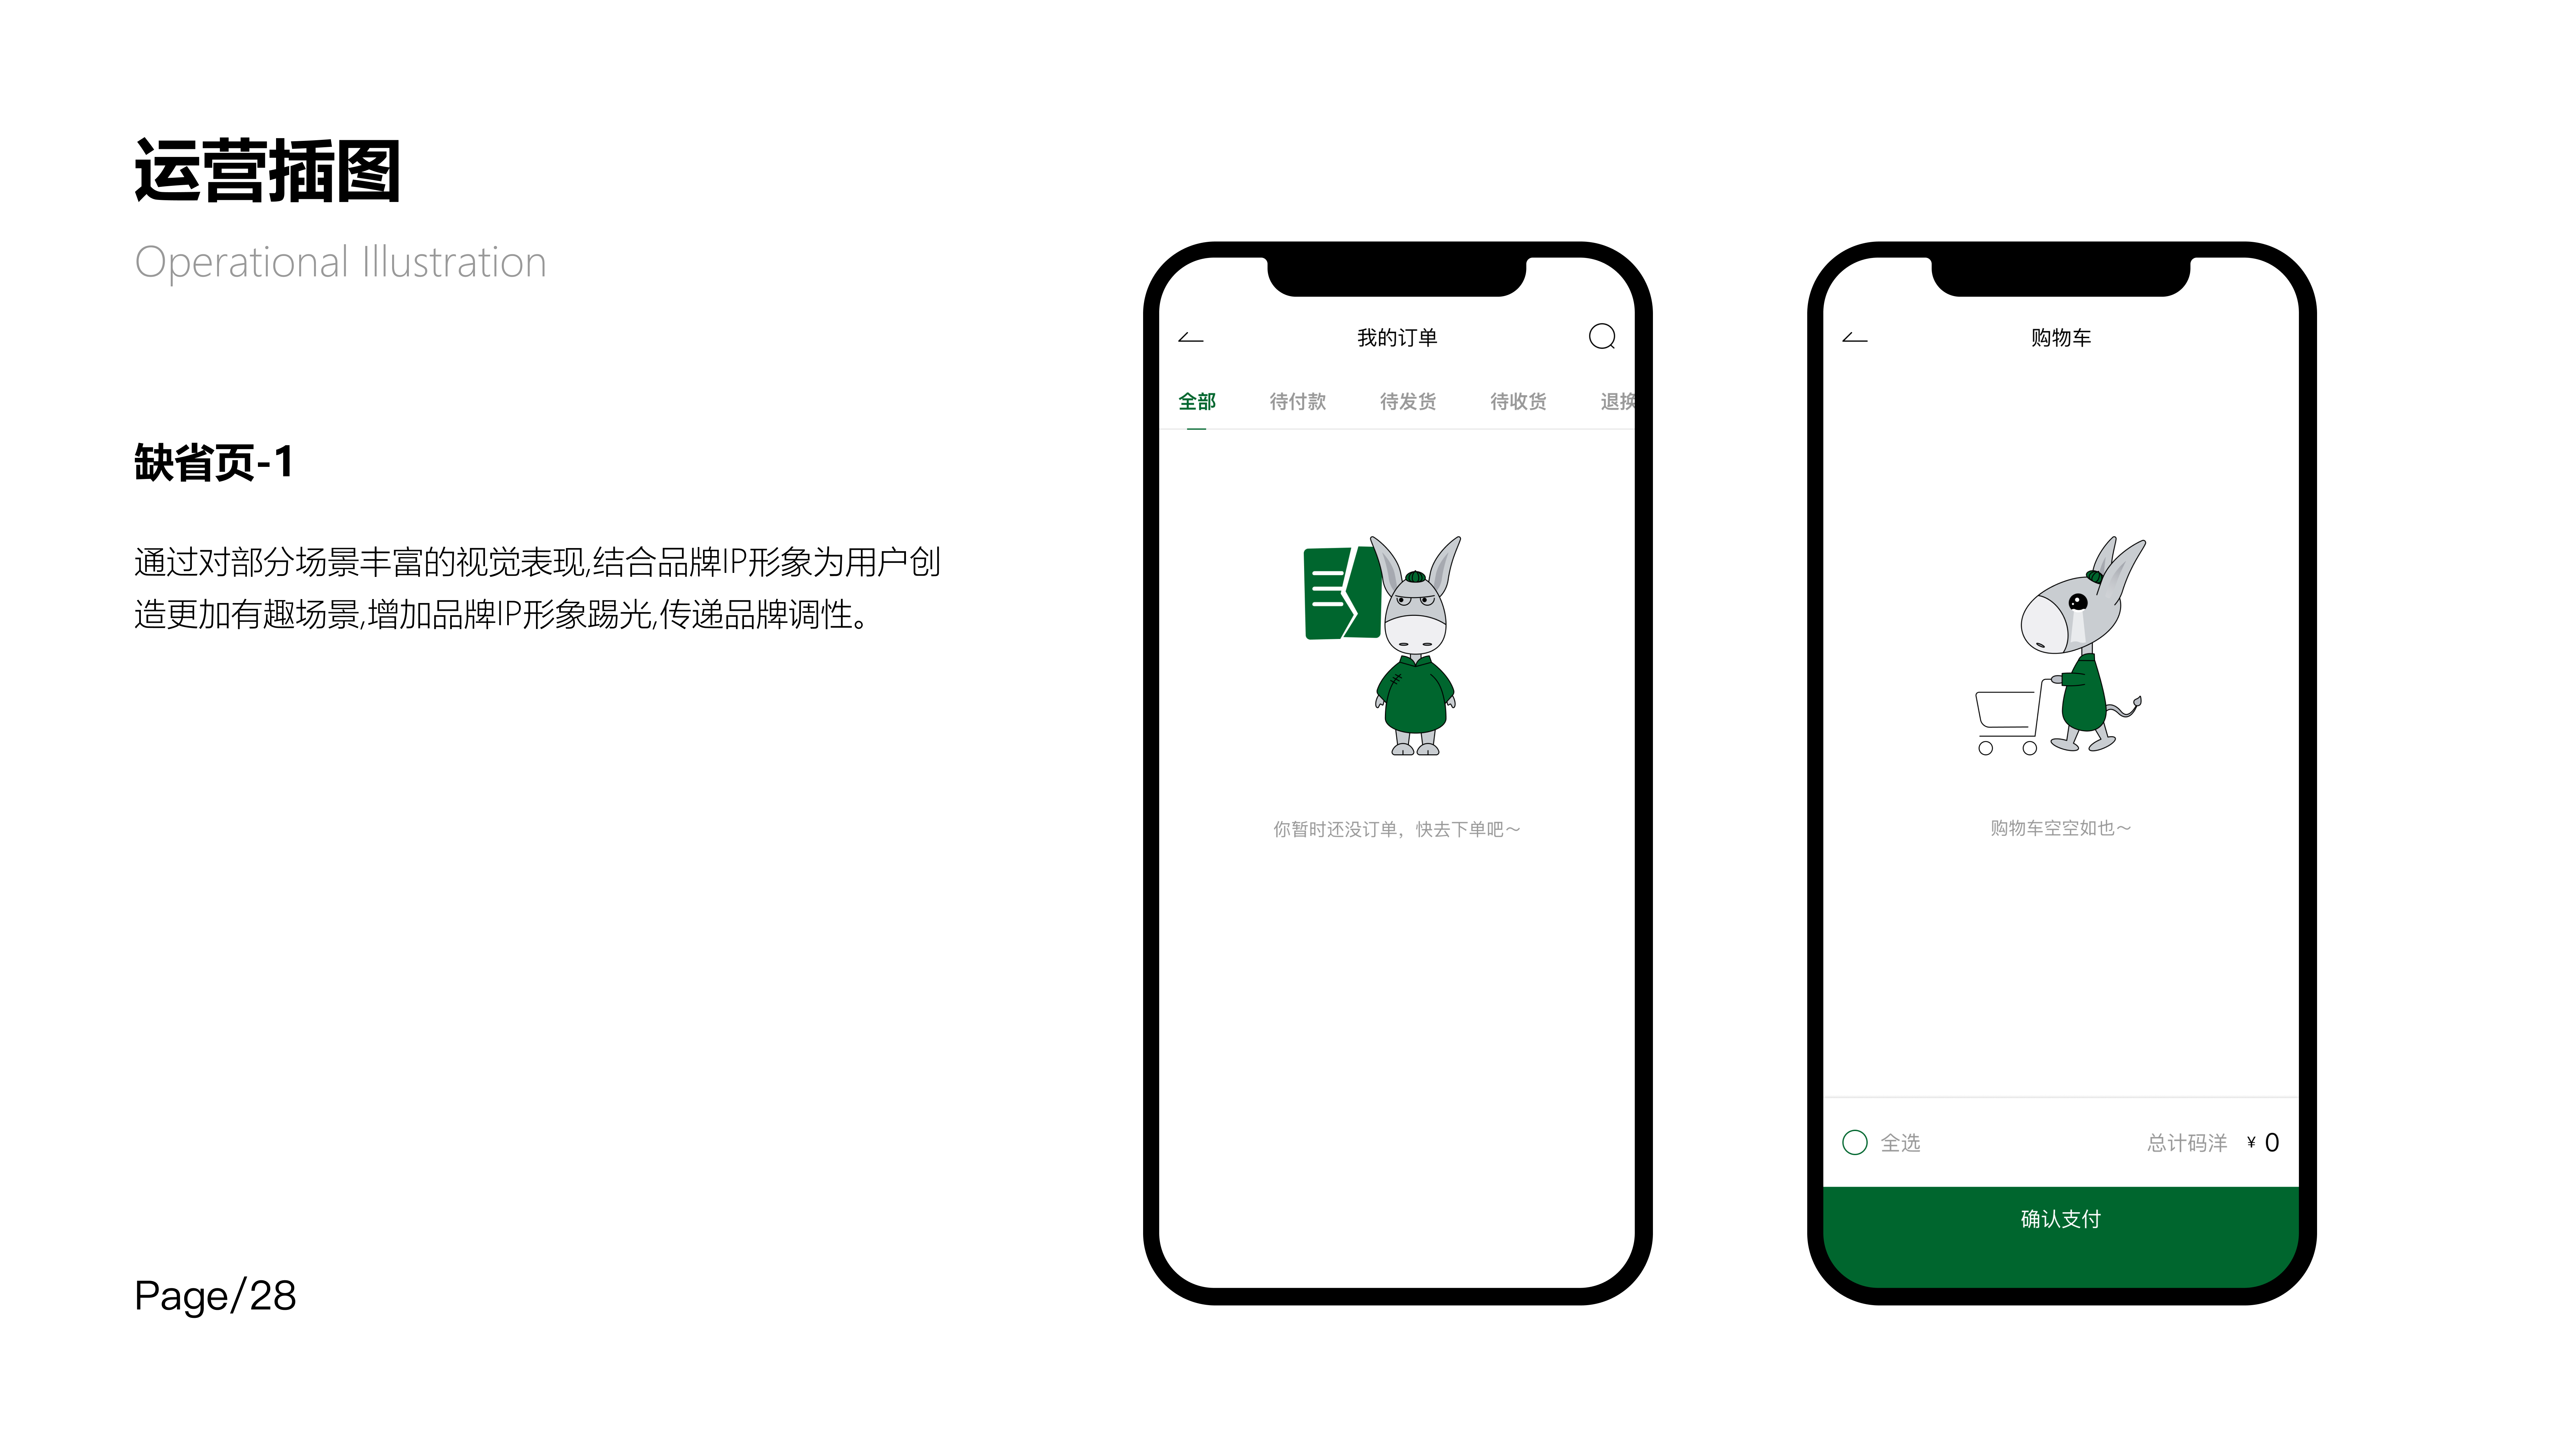 运营插图
Operational Illustration
缺省页-1
通过对部分场景丰富的视觉表现,结合品牌IP形象为用户创
造更加有趣场景,增加品牌IP形象踢光,传递品牌调性。
Page/28
我的订单
全部 待付款 待发货 待收货 退换
你暂时还没订单，快去下单吧～
购物车
购物车空空如也～
全选 总计码洋 ¥ 0
确认支付